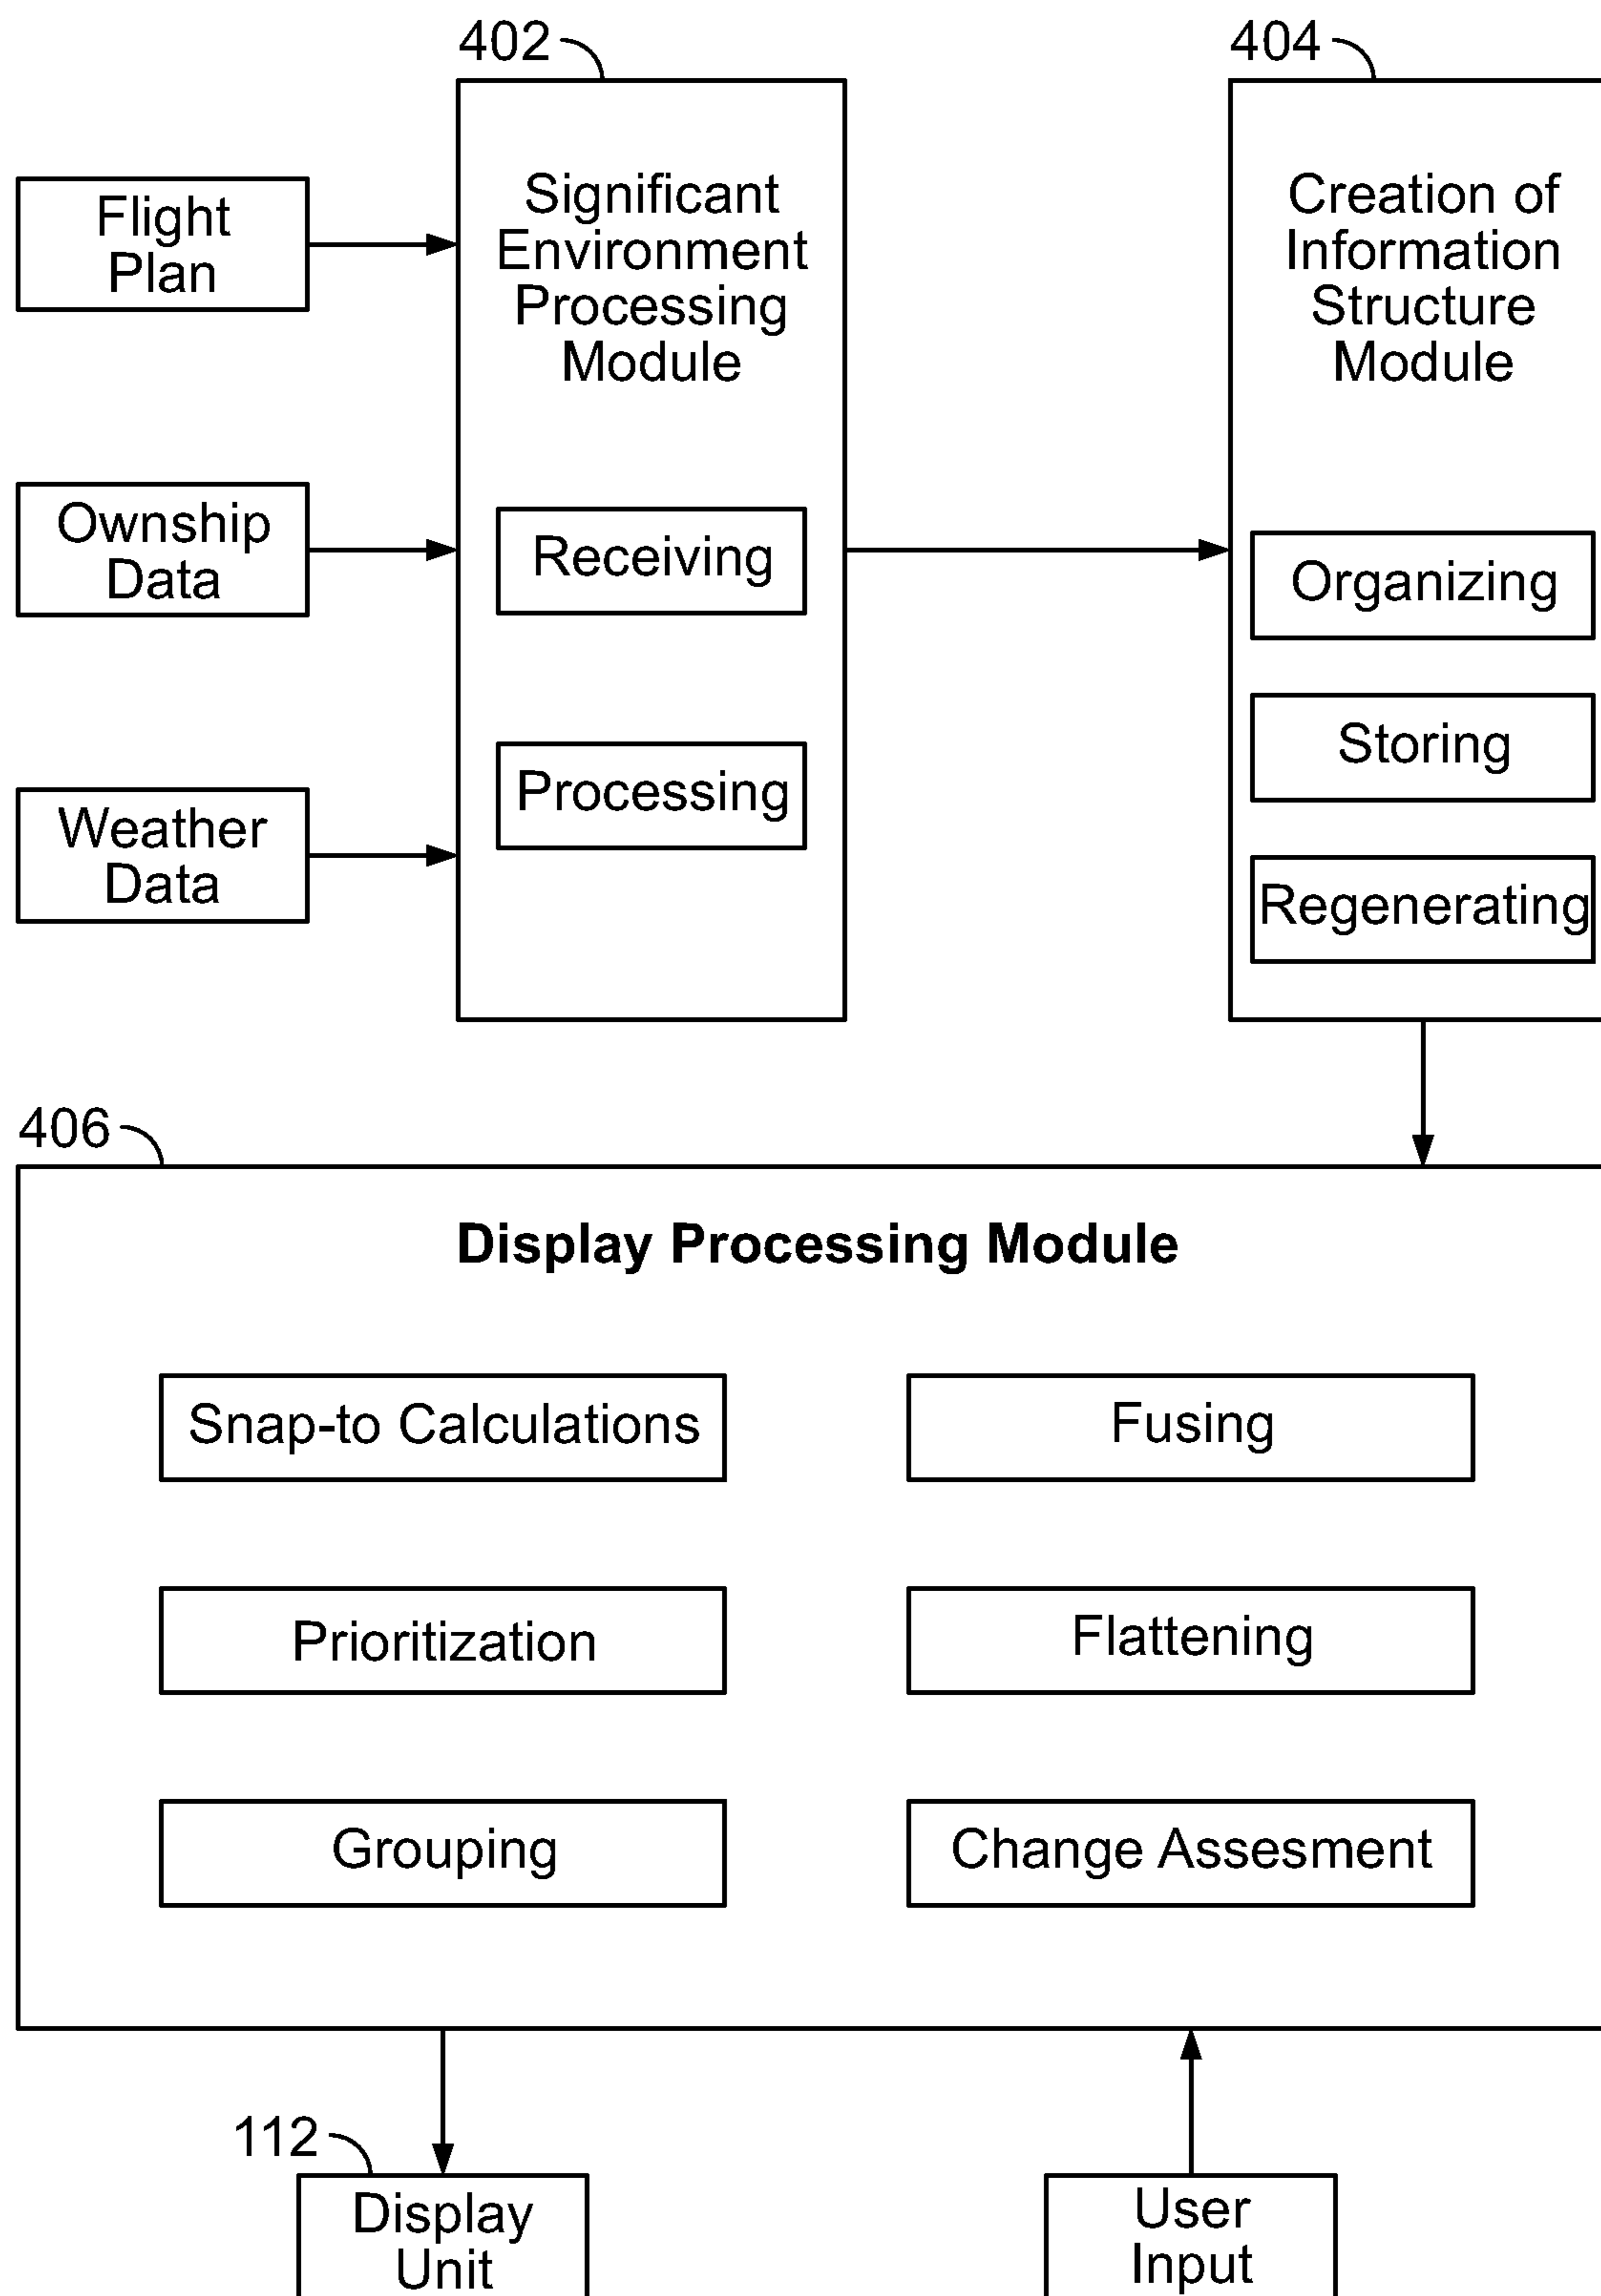 402
404
Flight
Plan
Significant
Environment
Processing
Module
Creation of
Information
Structure
Module
Ownship
Data
Receiving
Organizing
Weather
Data
Processing
Storing
Regenerating
406
Display Processing Module
Snap-to Calculations
Fusing
Prioritization
Flattening
Grouping
Change Assesment
112
Display
Unit
User
Input